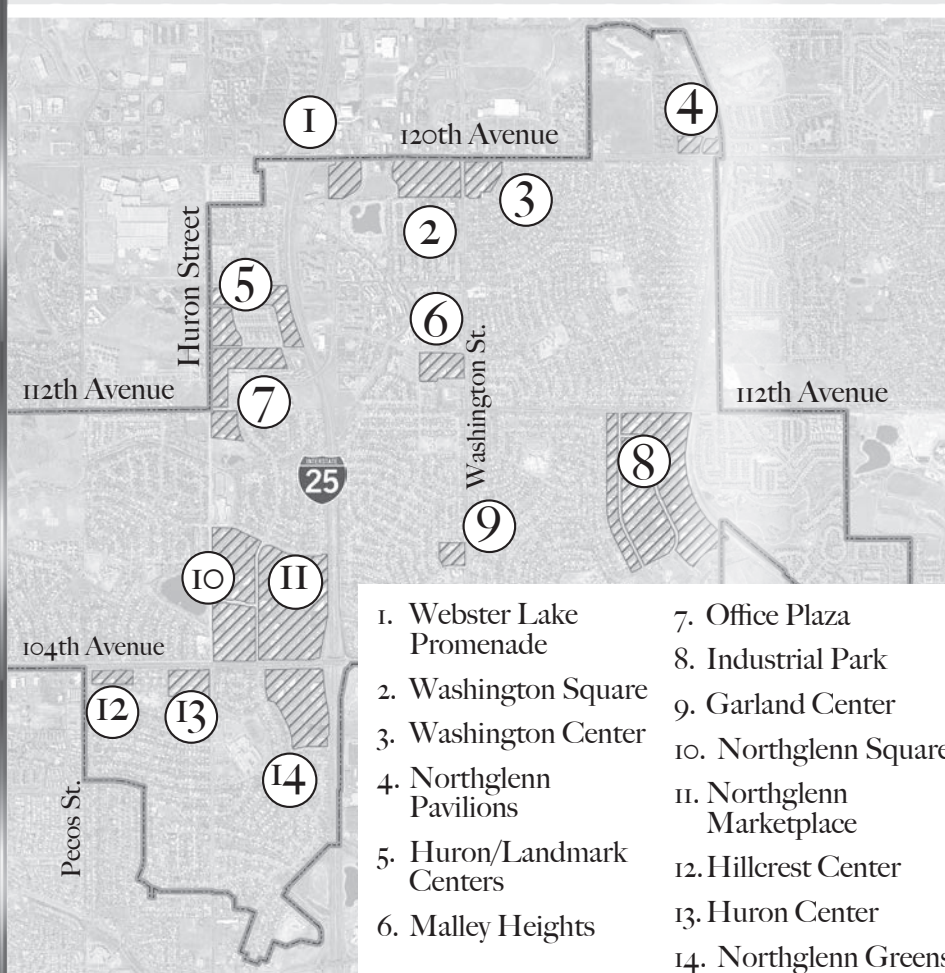 1
120th Avenue
4
2
3
Huron Street
5
6
Washington St.
112th Avenue
7
112th Avenue
INTERSTATE
25
8
9
10
11
104th Avenue
12
13
14
Pecos St.
1. Webster Lake
Promenade
2. Washington Square
3. Washington Center
4. Northglenn
Pavilions
5. Huron/Landmark
Centers
6. Malley Heights
7. Office Plaza
8. Industrial Park
9. Garland Center
10. Northglenn Square
11. Northglenn
Marketplace
12. Hillcrest Center
13. Huron Center
14. Northglenn Greens